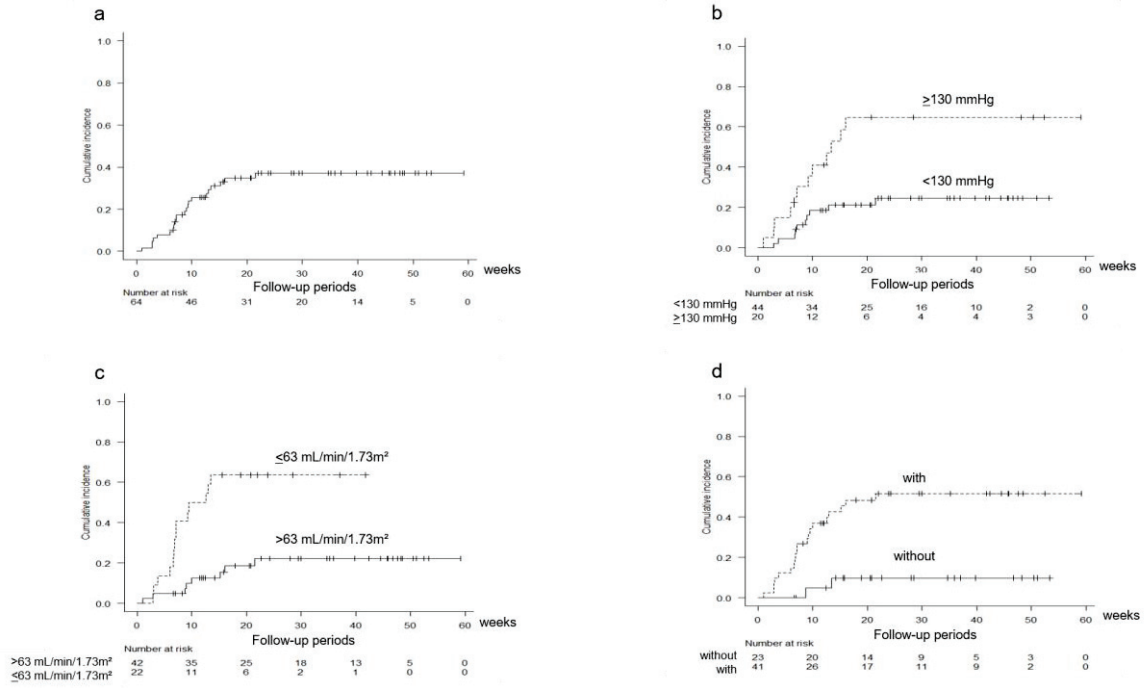 a
Cumulative incidence
1.0
0.8
0.6
0.4
0.2
0.0
0 10 20 30 40 50 60 weeks
Follow-up periods
Number at risk
64 46 31 20 14 5 0
b
Cumulative incidence
1.0
0.8
0.6
0.4
0.2
0.0
≥130 mmHg
<130 mmHg
0 10 20 30 40 50 60 weeks
Follow-up periods
Number at risk
<130 mmHg 44 34 25 16 10 2 0
≥130 mmHg 20 12 6 4 4 3 0
c
Cumulative incidence
1.0
0.8
0.6
0.4
0.2
0.0
≤63 mL/min/1.73m²
>63 mL/min/1.73m²
0 10 20 30 40 50 60 weeks
Follow-up periods
Number at risk
>63 mL/min/1.73m² 42 35 25 18 13 5 0
≤63 mL/min/1.73m² 22 11 6 2 1 0 0
d
Cumulative incidence
1.0
0.8
0.6
0.4
0.2
0.0
with
without
0 10 20 30 40 50 60 weeks
Follow-up periods
Number at risk
without 23 20 14 9 5 3 0
with 41 26 17 11 9 2 0